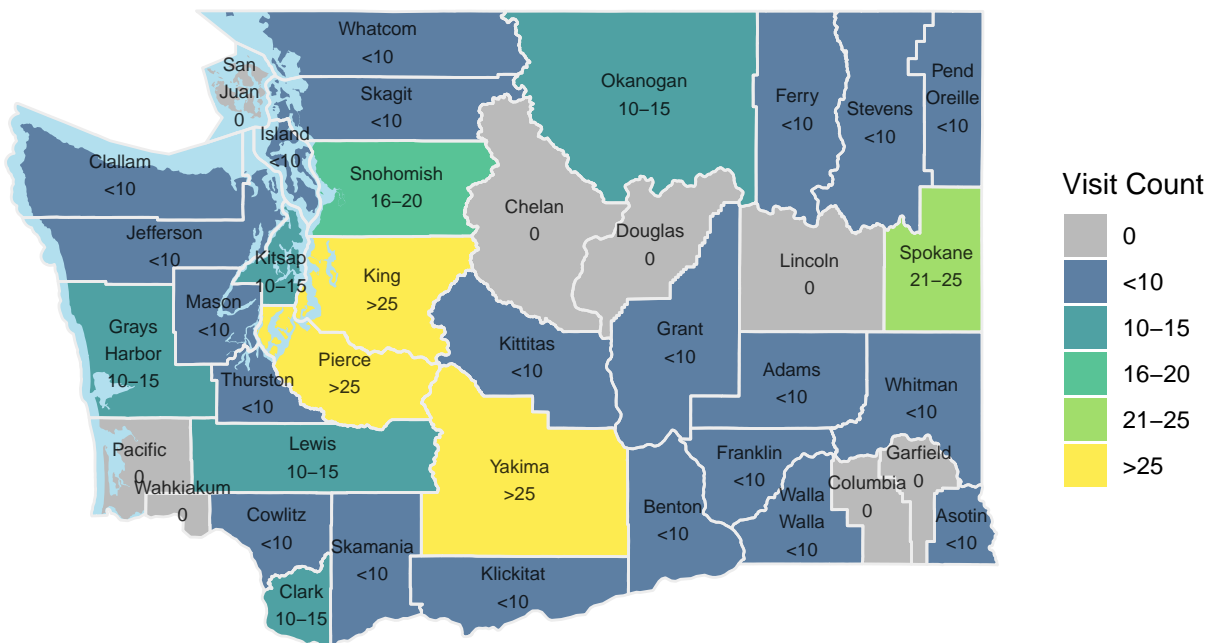 Whatcom
<10
San
Juan
0
Skagit
<10
Island
<10
Okanogan
10–15
Ferry
<10
Stevens
<10
Pend
Oreille
<10
Clallam
<10
Snohomish
16–20
Chelan
0
Douglas
0
Jefferson
<10
Kitsap
10–15
King
>25
Lincoln
0
Spokane
21–25
Mason
<10
Grays
Harbor
10–15
Pierce
>25
Kittitas
<10
Grant
<10
Adams
<10
Whitman
<10
Thurston
<10
Pacific
0
Lewis
10–15
Yakima
>25
Franklin
<10
Garfield
0
Columbia
0
Walla
Walla
<10
Asotin
<10
Wahkiakum
0
Cowlitz
<10
Skamania
<10
Benton
<10
Klickitat
<10
Clark
10–15
Visit Count
0
<10
10–15
16–20
21–25
>25